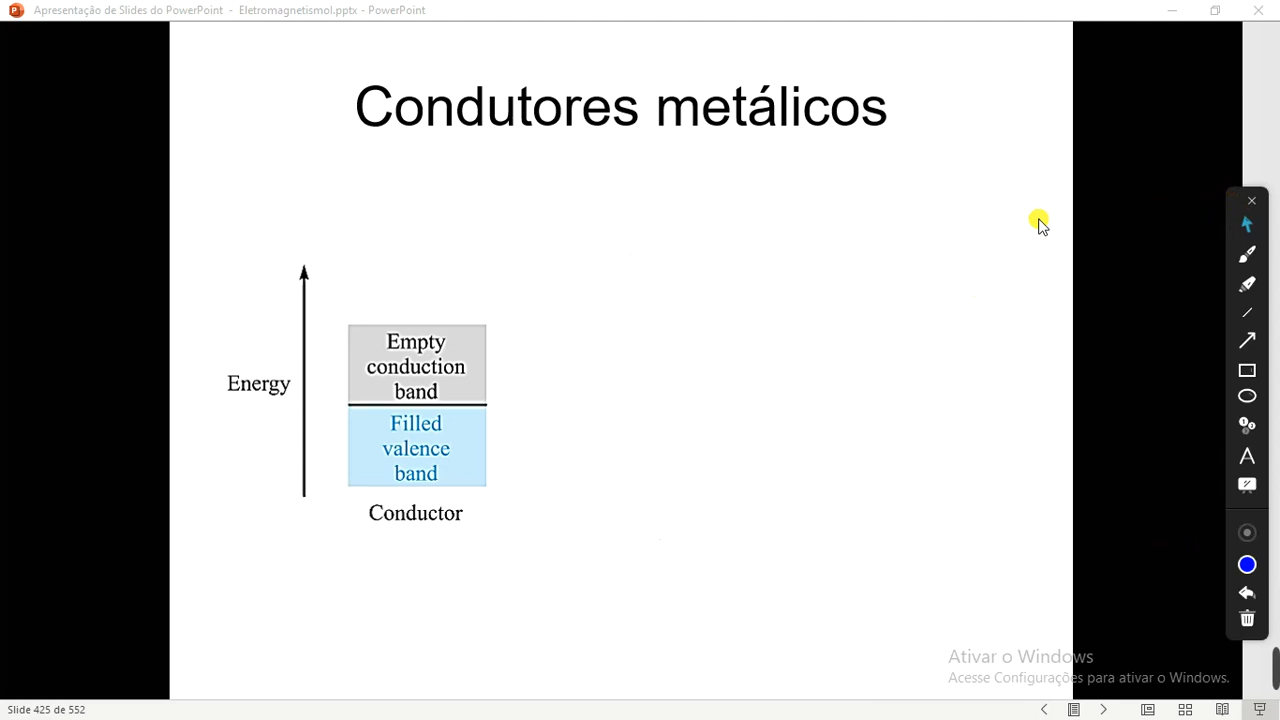 Apresentação de Slides do PowerPoint - Eletromagnetismol.pptx - PowerPoint
Condutores metálicos
Energy
Empty
conduction
band
Filled
valence
band
Conductor
Ativar o Windows
Acesse Configurações para ativar o Windows.
Slide 425 de 552